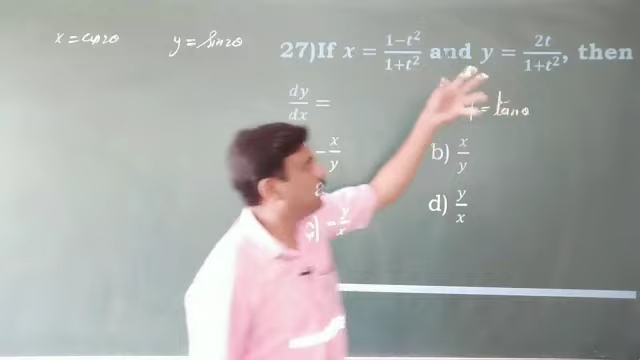 x = cos2θ y = sin2θ
27)If x = (1−t²)/(1+t²) and y = 2t/(1+t²), then
dy/dx =
= tanθ
− x/y b) x/y
) − y/x d) y/x